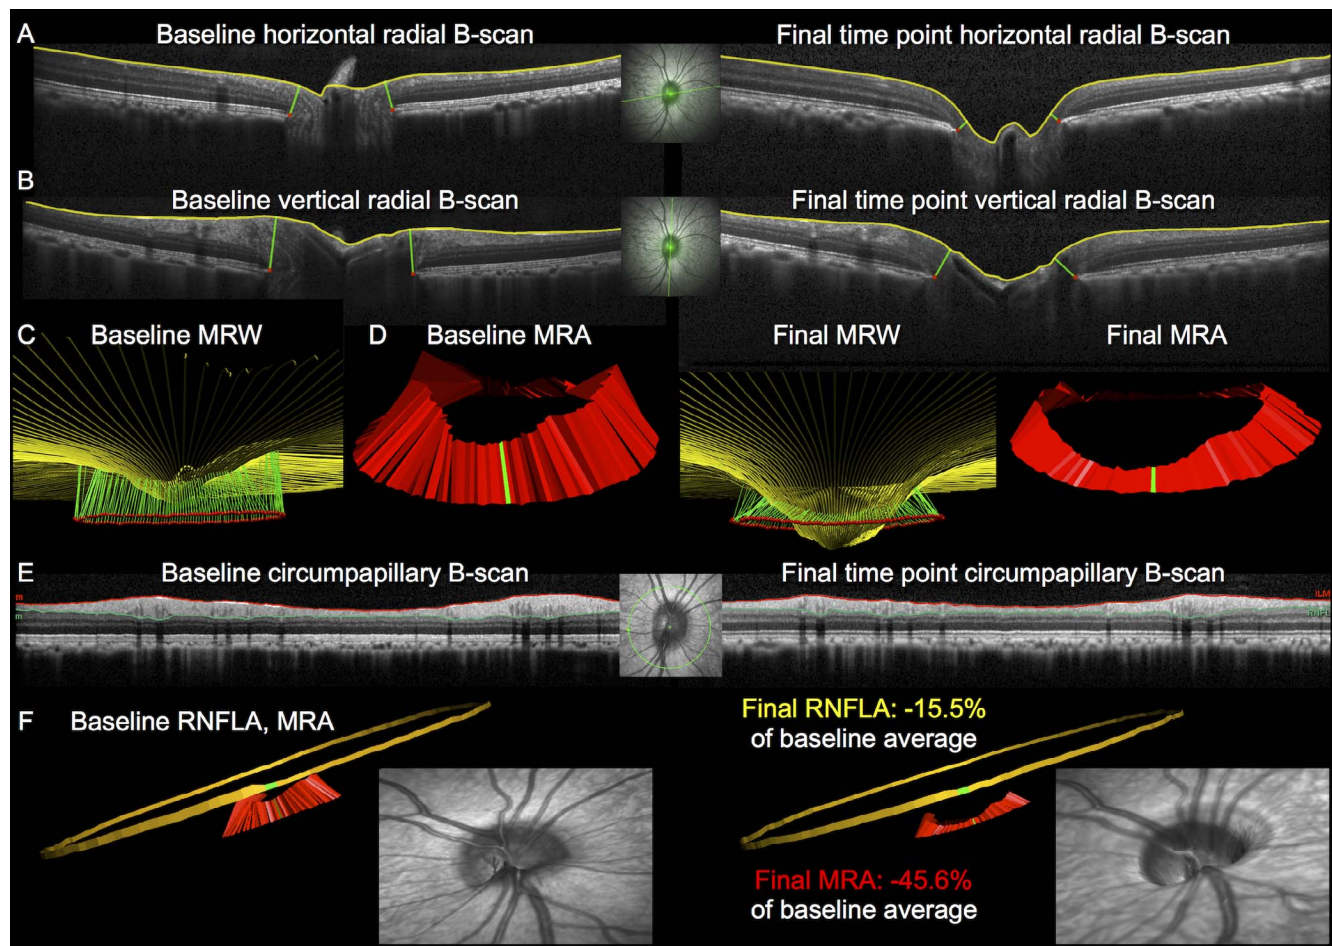 A
Baseline horizontal radial B-scan
Final time point horizontal radial B-scan
B
Baseline vertical radial B-scan
Final time point vertical radial B-scan
C
Baseline MRW
D
Baseline MRA
Final MRW
Final MRA
E
Baseline circumpapillary B-scan
Final time point circumpapillary B-scan
m
m
ILM
RNFL
F
Baseline RNFLA, MRA
Final RNFLA: -15.5%
of baseline average
Final MRA: -45.6%
of baseline average